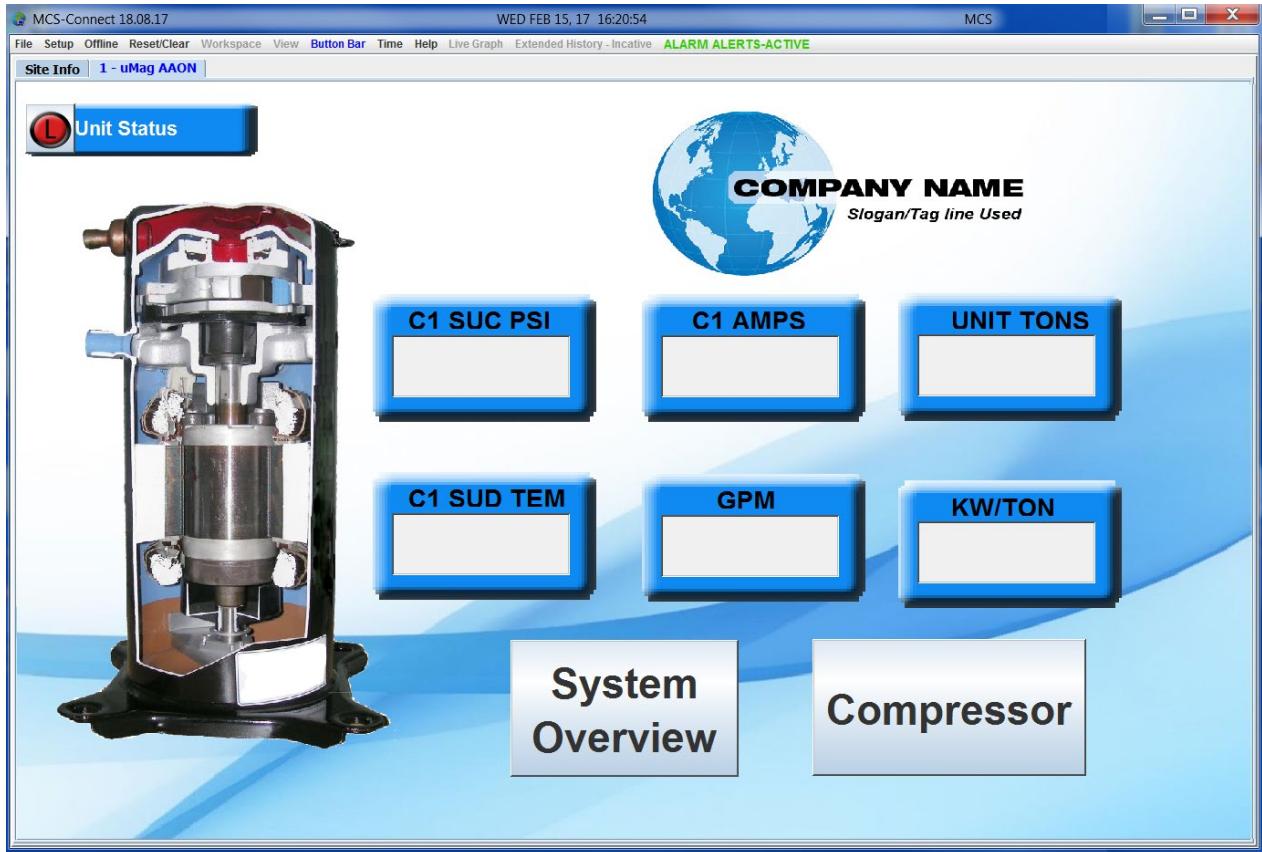 MCS-Connect 18.08.17 WED FEB 15, 17 16:20:54 MCS
File Setup Offline Reset/Clear Workspace View Button Bar Time Help Live Graph Extended History - Incative ALARM ALERTS-ACTIVE
Site Info 1 - uMag AAON
L Unit Status
COMPANY NAME
Slogan/Tag line Used
C1 SUC PSI C1 AMPS UNIT TONS
C1 SUD TEM GPM KW/TON
System
Overview
Compressor